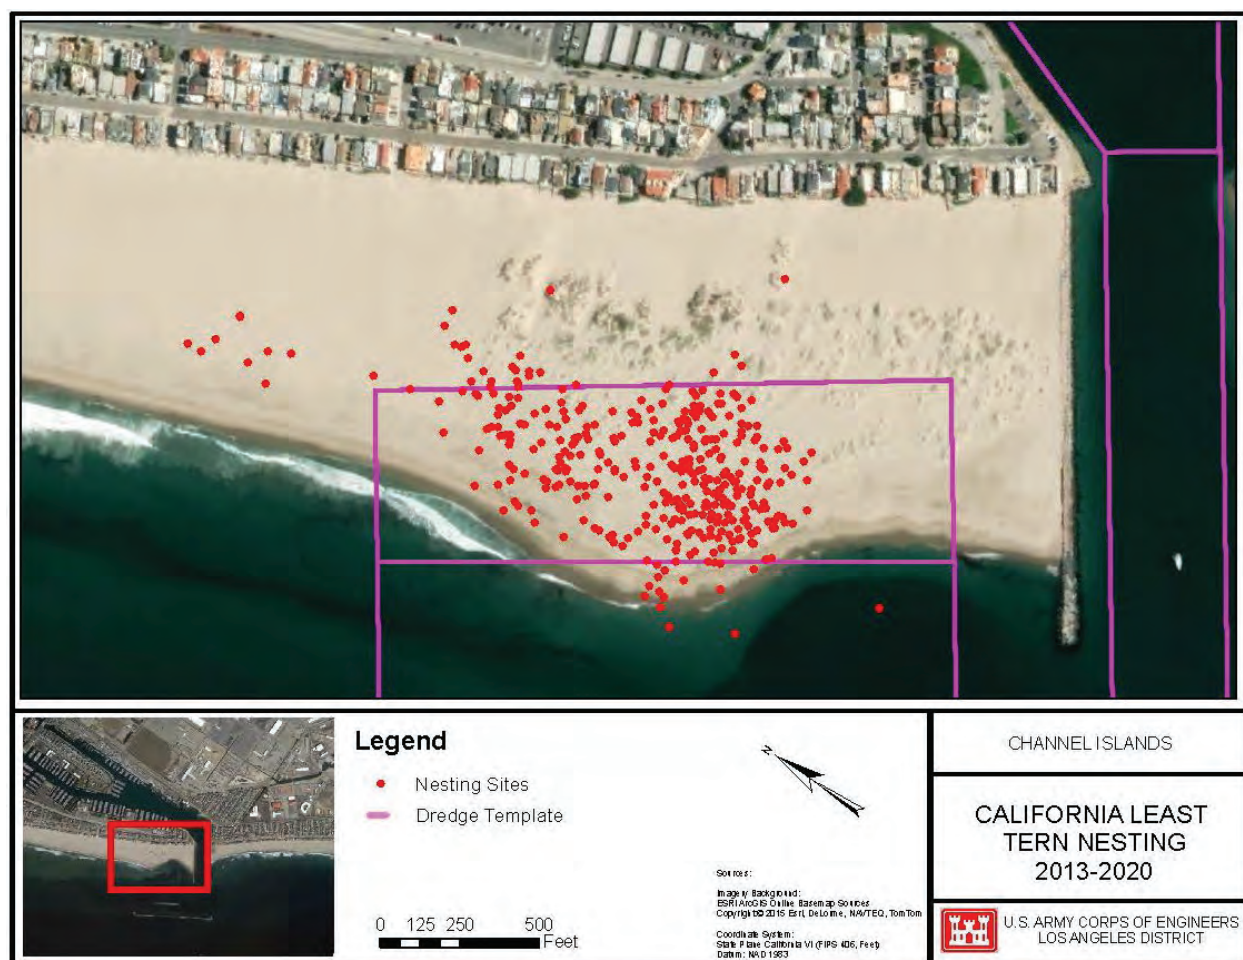 Legend
Nesting Sites
Dredge Template
0 125 250 500
Feet
N
Sources:
Imagery Background:
ESRI ArcGIS Online Basemap Sources
Copyright:© 2015 Esri, DeLorme, NAVTEQ, TomTom
Coordinate System:
State Plane California VI (FIPS 406, Feet)
Datum: NAD 1983
CHANNEL ISLANDS
CALIFORNIA LEAST
TERN NESTING
2013-2020
U.S. ARMY CORPS OF ENGINEERS
LOS ANGELES DISTRICT